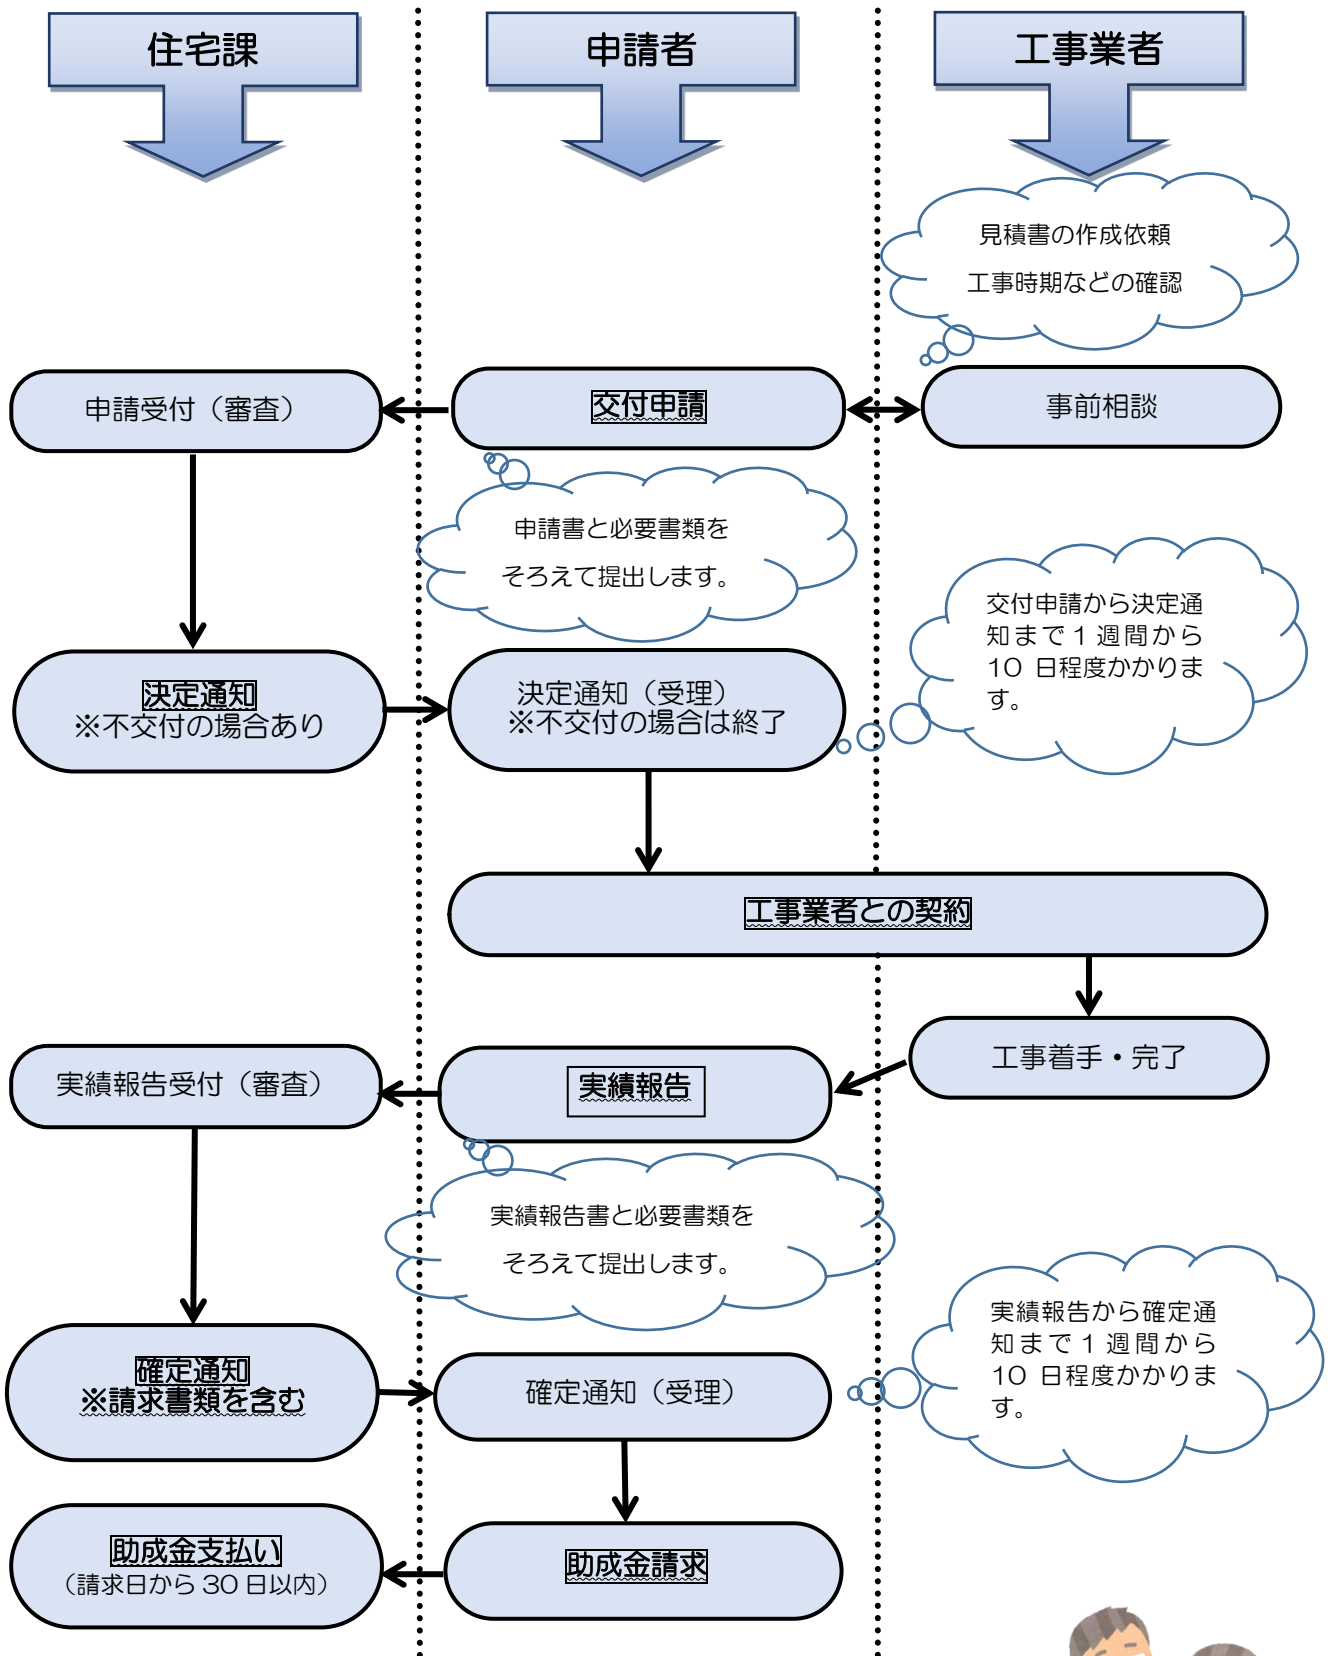 住宅課
申請者
工事業者
見積書の作成依頼
工事時期などの確認
申請受付（審査）
交付申請
事前相談
申請書と必要書類を
そろえて提出します。
交付申請から決定通
知まで１週間から
10 日程度かかりま
す。
決定通知
※不交付の場合あり
決定通知（受理）
※不交付の場合は終了
工事業者との契約
工事着手・完了
実績報告受付（審査）
実績報告
実績報告書と必要書類を
そろえて提出します。
実績報告から確定通
知まで１週間から
10 日程度かかりま
す。
確定通知
※請求書類を含む
確定通知（受理）
助成金支払い
（請求日から 30 日以内）
助成金請求